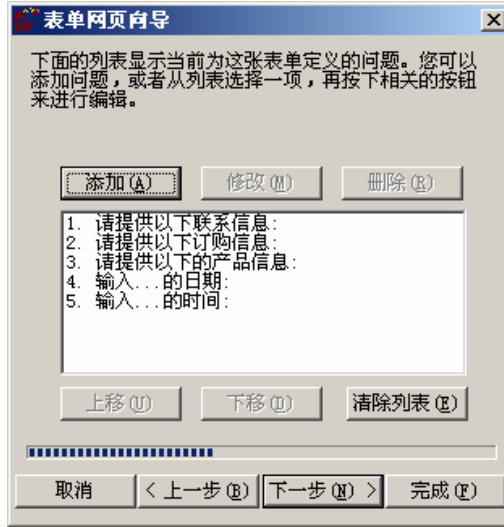 表单网页向导
下面的列表显示当前为这张表单定义的问题。您可以
添加问题，或者从列表选择一项，再按下相关的按钮
来进行编辑。
添加(A) 修改(M) 删除(R)
1. 请提供以下联系信息:
2. 请提供以下订购信息:
3. 请提供以下的产品信息:
4. 输入...的日期:
5. 输入...的时间:
上移(U) 下移(D) 清除列表(E)
取消 < 上一步(B) 下一步(N) > 完成(F)